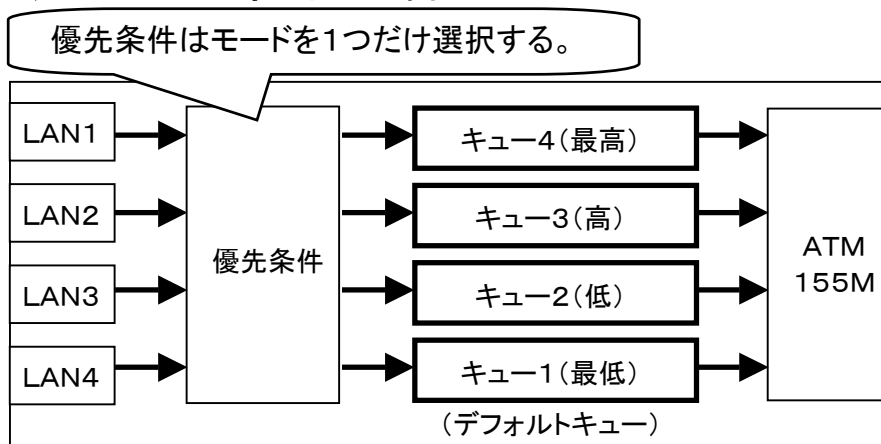 優先条件はモードを1つだけ選択する。
LAN1
LAN2
LAN3
LAN4
優先条件
キュー4(最高)
キュー3(高)
キュー2(低)
キュー1(最低)
(デフォルトキュー)
ATM
155M